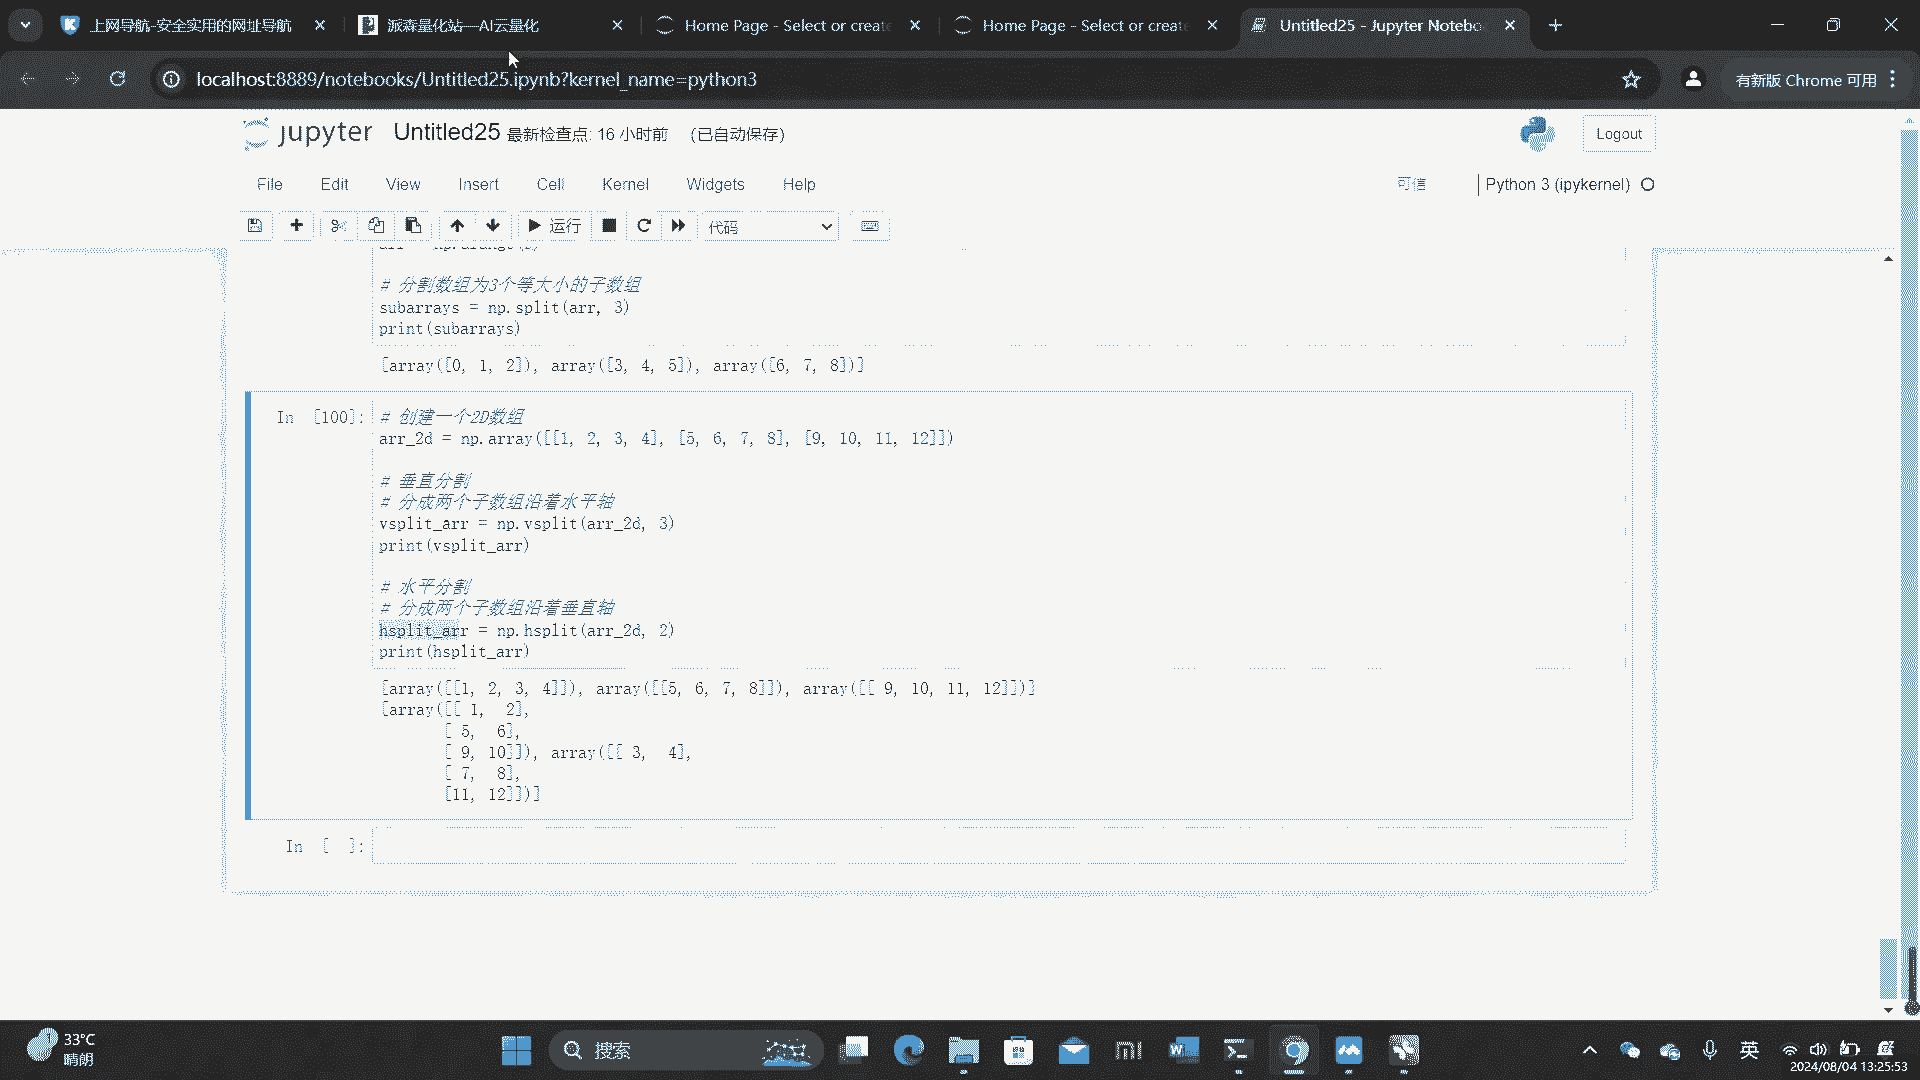 上网导航-安全实用的网址导航
派森量化站—AI云量化
Home Page - Select or create
Home Page - Select or create
Untitled25 - Jupyter Notebo
localhost:8889/notebooks/Untitled25.ipynb?kernel_name=python3
有新版 Chrome 可用
jupyter Untitled25 最新检查点: 16 小时前 (已自动保存)
Logout
File Edit View Insert Cell Kernel Widgets Help
可信 Python 3 (ipykernel)
运行 代码
# 分割数组为3个等大小的子数组
subarrays = np.split(arr, 3)
print(subarrays)
[array([0, 1, 2]), array([3, 4, 5]), array([6, 7, 8])]
In [100]: # 创建一个2D数组
arr_2d = np.array([[1, 2, 3, 4], [5, 6, 7, 8], [9, 10, 11, 12]])
# 垂直分割
# 分成两个子数组沿着水平轴
vsplit_arr = np.vsplit(arr_2d, 3)
print(vsplit_arr)
# 水平分割
# 分成两个子数组沿着垂直轴
hsplit_arr = np.hsplit(arr_2d, 2)
print(hsplit_arr)
[array([[1, 2, 3, 4]]), array([[5, 6, 7, 8]]), array([[ 9, 10, 11, 12]])]
[array([[ 1,  2],
[ 5,  6],
[ 9, 10]]), array([[ 3,  4],
[ 7,  8],
[11, 12]])]
In [ ]:
33°C
晴朗
搜索
英
2024/08/04 13:25:53